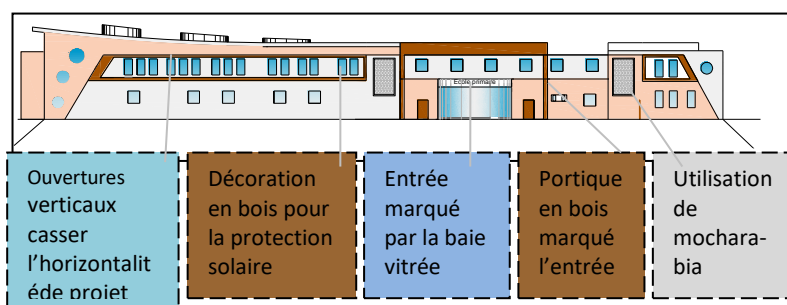 Ecole primaire
Ouvertures
verticaux
casser
l'horizontalit
éde projet
Décoration
en bois pour
la protection
solaire
Entrée
marqué
par la baie
vitrée
Portique
en bois
marqué
l'entrée
Utilisation
de
mochara-
bia